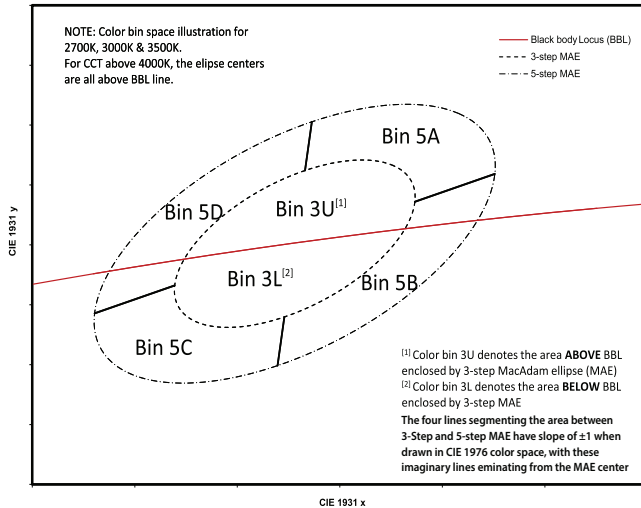 NOTE: Color bin space illustration for
2700K, 3000K & 3500K.
For CCT above 4000K, the elipse centers
are all above BBL line.
Black body Locus (BBL)
3-step MAE
5-step MAE
Bin 5A
Bin 3U[1]
Bin 5D
Bin 3L[2]
Bin 5B
Bin 5C
CIE 1931 y
[1] Color bin 3U denotes the area ABOVE BBL
enclosed by 3-step MacAdam ellipse (MAE)
[2] Color bin 3L denotes the area BELOW BBL
enclosed by 3-step MAE
The four lines segmenting the area between
3-Step and 5-step MAE have slope of ±1 when
drawn in CIE 1976 color space, with these
imaginary lines eminating from the MAE center
CIE 1931 x